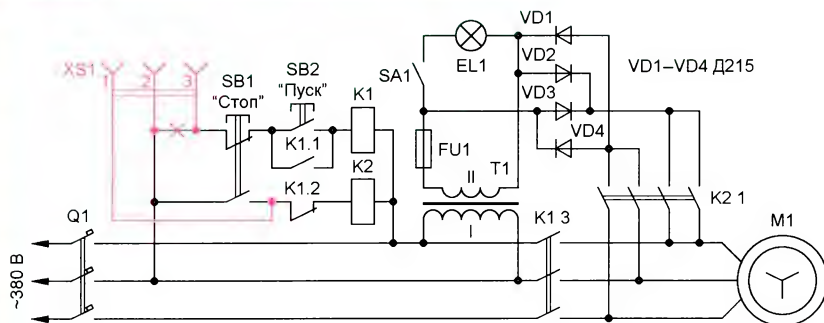 VD1
VD2
VD3
VD4
VD1–VD4 Д215
XS1
1
2
3
SB1
"Стоп"
SB2
"Пуск"
K1
K1.1
K1.2
K2
SA1
EL1
FU1
II
T1
I
K2 1
Q1
K1 3
M1
~380 В